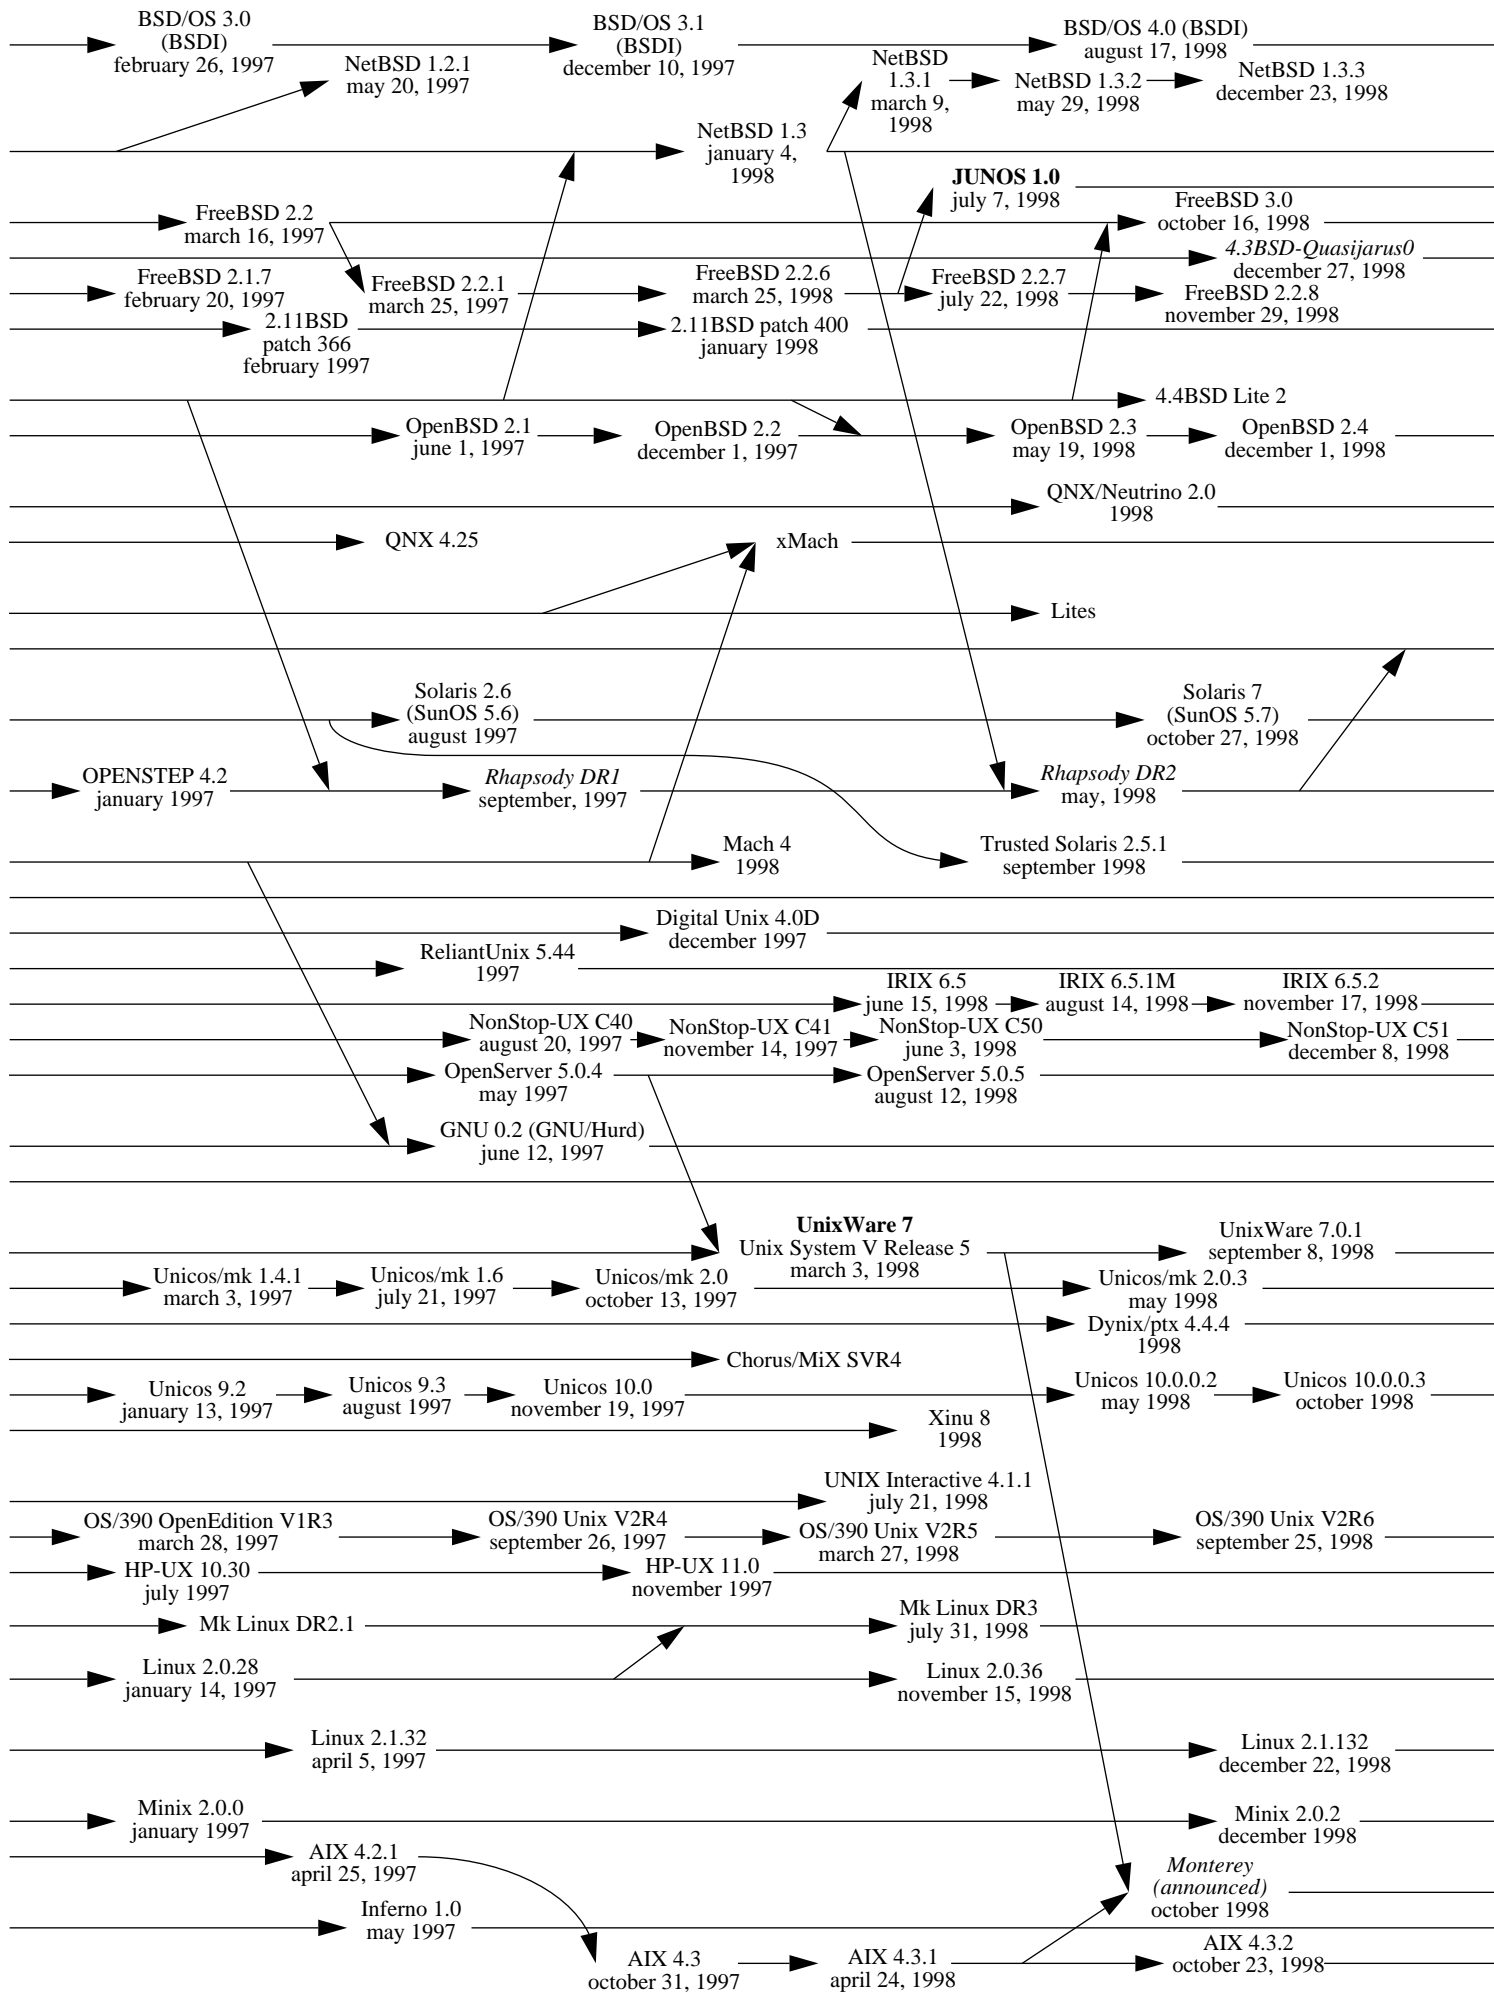 BSD/OS 3.0
(BSDI)
february 26, 1997
BSD/OS 3.1
(BSDI)
december 10, 1997
BSD/OS 4.0 (BSDI)
august 17, 1998
NetBSD 1.2.1
may 20, 1997
NetBSD
1.3.1
march 9,
1998
NetBSD 1.3.2
may 29, 1998
NetBSD 1.3.3
december 23, 1998
NetBSD 1.3
january 4,
1998
JUNOS 1.0
july 7, 1998
FreeBSD 2.2
march 16, 1997
FreeBSD 3.0
october 16, 1998
4.3BSD-Quasijarus0
december 27, 1998
FreeBSD 2.1.7
february 20, 1997
FreeBSD 2.2.1
march 25, 1997
FreeBSD 2.2.6
march 25, 1998
FreeBSD 2.2.7
july 22, 1998
FreeBSD 2.2.8
november 29, 1998
2.11BSD
patch 366
february 1997
2.11BSD patch 400
january 1998
4.4BSD Lite 2
OpenBSD 2.1
june 1, 1997
OpenBSD 2.2
december 1, 1997
OpenBSD 2.3
may 19, 1998
OpenBSD 2.4
december 1, 1998
QNX/Neutrino 2.0
1998
QNX 4.25
xMach
Lites
Solaris 2.6
(SunOS 5.6)
august 1997
Solaris 7
(SunOS 5.7)
october 27, 1998
OPENSTEP 4.2
january 1997
Rhapsody DR1
september, 1997
Rhapsody DR2
may, 1998
Mach 4
1998
Trusted Solaris 2.5.1
september 1998
Digital Unix 4.0D
december 1997
ReliantUnix 5.44
1997
IRIX 6.5
june 15, 1998
IRIX 6.5.1M
august 14, 1998
IRIX 6.5.2
november 17, 1998
NonStop-UX C40
august 20, 1997
NonStop-UX C41
november 14, 1997
NonStop-UX C50
june 3, 1998
NonStop-UX C51
december 8, 1998
OpenServer 5.0.4
may 1997
OpenServer 5.0.5
august 12, 1998
GNU 0.2 (GNU/Hurd)
june 12, 1997
UnixWare 7
Unix System V Release 5
march 3, 1998
UnixWare 7.0.1
september 8, 1998
Unicos/mk 1.4.1
march 3, 1997
Unicos/mk 1.6
july 21, 1997
Unicos/mk 2.0
october 13, 1997
Unicos/mk 2.0.3
may 1998
Dynix/ptx 4.4.4
1998
Chorus/MiX SVR4
Unicos 9.2
january 13, 1997
Unicos 9.3
august 1997
Unicos 10.0
november 19, 1997
Unicos 10.0.0.2
may 1998
Unicos 10.0.0.3
october 1998
Xinu 8
1998
UNIX Interactive 4.1.1
july 21, 1998
OS/390 OpenEdition V1R3
march 28, 1997
OS/390 Unix V2R4
september 26, 1997
OS/390 Unix V2R5
march 27, 1998
OS/390 Unix V2R6
september 25, 1998
HP-UX 10.30
july 1997
HP-UX 11.0
november 1997
Mk Linux DR2.1
Mk Linux DR3
july 31, 1998
Linux 2.0.28
january 14, 1997
Linux 2.0.36
november 15, 1998
Linux 2.1.32
april 5, 1997
Linux 2.1.132
december 22, 1998
Minix 2.0.0
january 1997
Minix 2.0.2
december 1998
AIX 4.2.1
april 25, 1997
Monterey
(announced)
october 1998
Inferno 1.0
may 1997
AIX 4.3
october 31, 1997
AIX 4.3.1
april 24, 1998
AIX 4.3.2
october 23, 1998